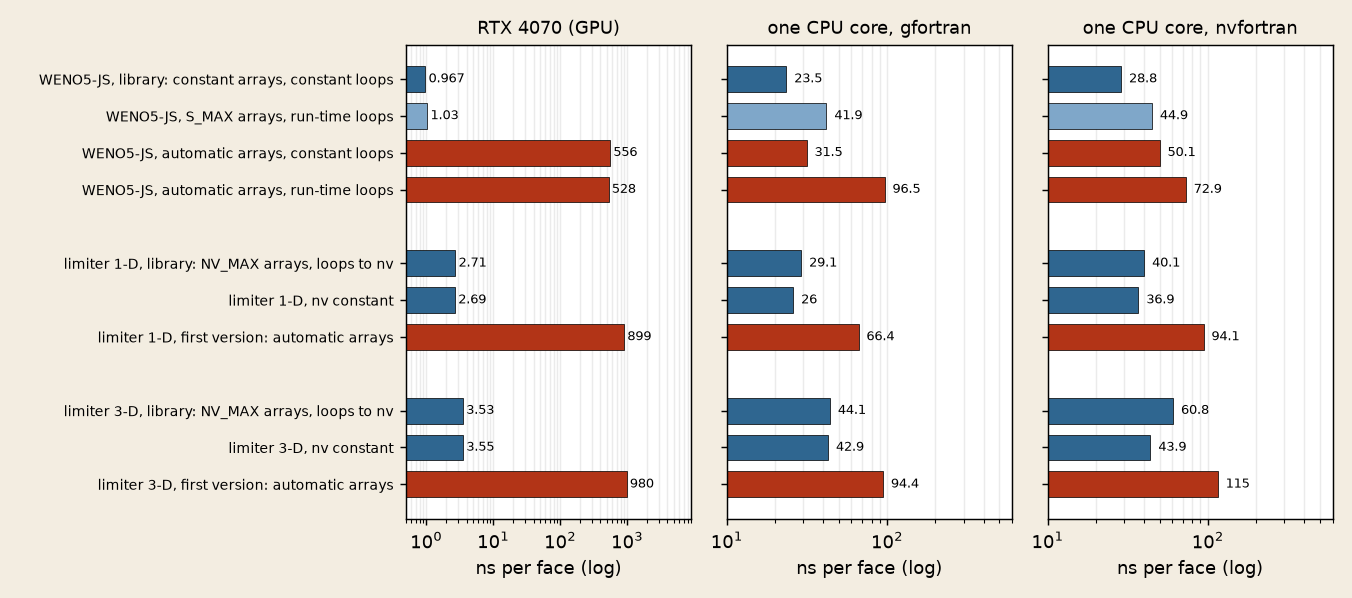 RTX 4070 (GPU)
one CPU core, gfortran
one CPU core, nvfortran
WENO5-JS, library: constant arrays, constant loops 0.967 23.5 28.8
WENO5-JS, S_MAX arrays, run-time loops 1.03 41.9 44.9
WENO5-JS, automatic arrays, constant loops 556 31.5 50.1
WENO5-JS, automatic arrays, run-time loops 528 96.5 72.9
limiter 1-D, library: NV_MAX arrays, loops to nv 2.71 29.1 40.1
limiter 1-D, nv constant 2.69 26 36.9
limiter 1-D, first version: automatic arrays 899 66.4 94.1
limiter 3-D, library: NV_MAX arrays, loops to nv 3.53 44.1 60.8
limiter 3-D, nv constant 3.55 42.9 43.9
limiter 3-D, first version: automatic arrays 980 94.4 115
10⁰ 10¹ 10² 10³ 10¹ 10² 10¹ 10²
ns per face (log) ns per face (log) ns per face (log)